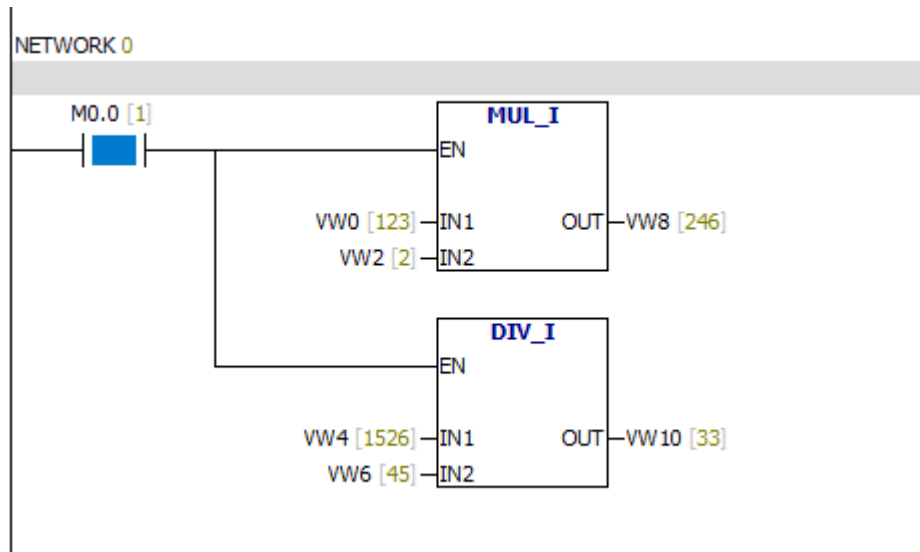 NETWORK 0
M0.0 [1]
MUL_I
EN
VW0 [123] IN1 OUT VW8 [246]
VW2 [2] IN2
DIV_I
EN
VW4 [1526] IN1 OUT VW10 [33]
VW6 [45] IN2